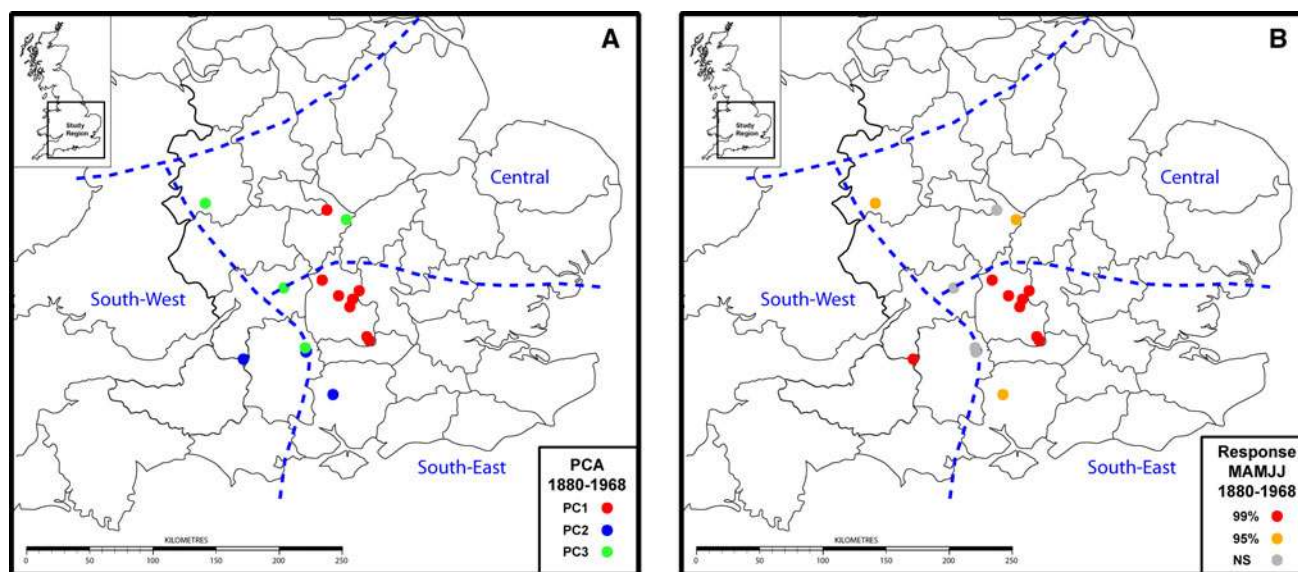 A
Study
Region
Central
South-West
South-East
PCA
1880-1968
PC1
PC2
PC3
KILOMETRES
0 50 100 150 200 250
B
Study
Region
Central
South-West
South-East
Response
MAMJJ
1880-1968
99%
95%
NS
KILOMETRES
0 50 100 150 200 250